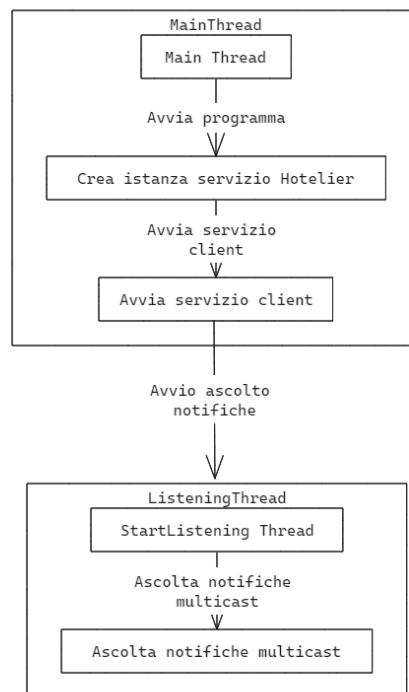 MainThread
Main Thread
Avvia programma
Crea istanza servizio Hotelier
Avvia servizio
client
Avvia servizio client
Avvio ascolto
notifiche
ListeningThread
StartListening Thread
Ascolta notifiche
multicast
Ascolta notifiche multicast